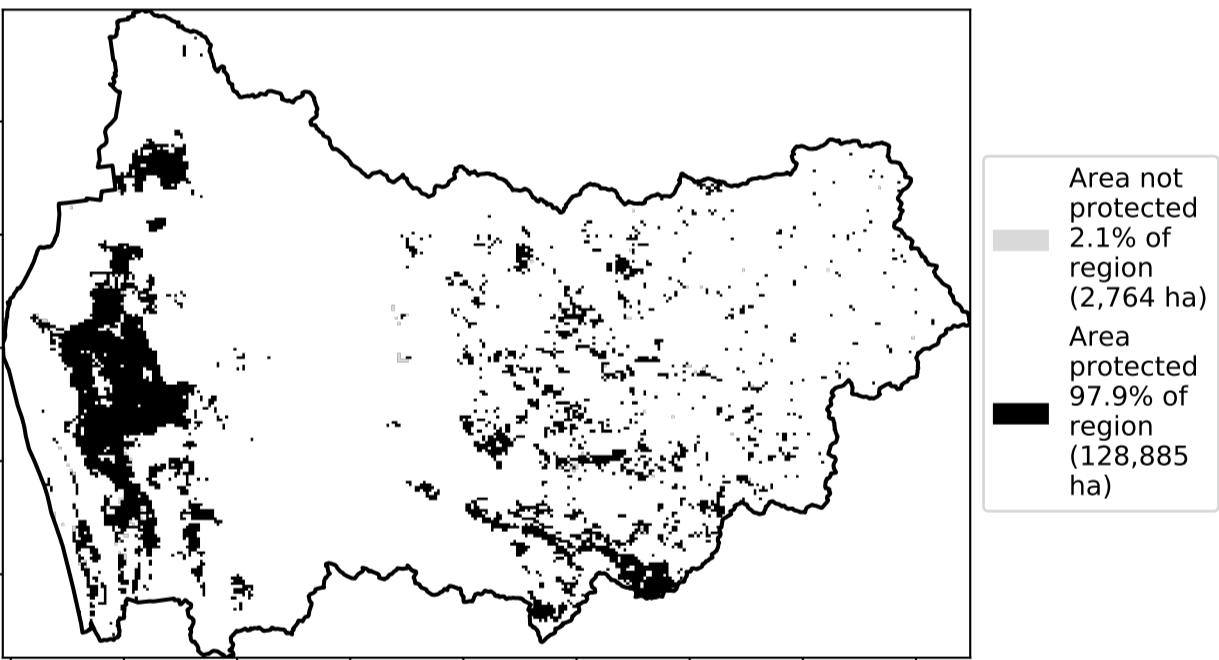 Area not
protected
2.1% of
region
(2,764 ha)
Area
protected
97.9% of
region
(128,885
ha)